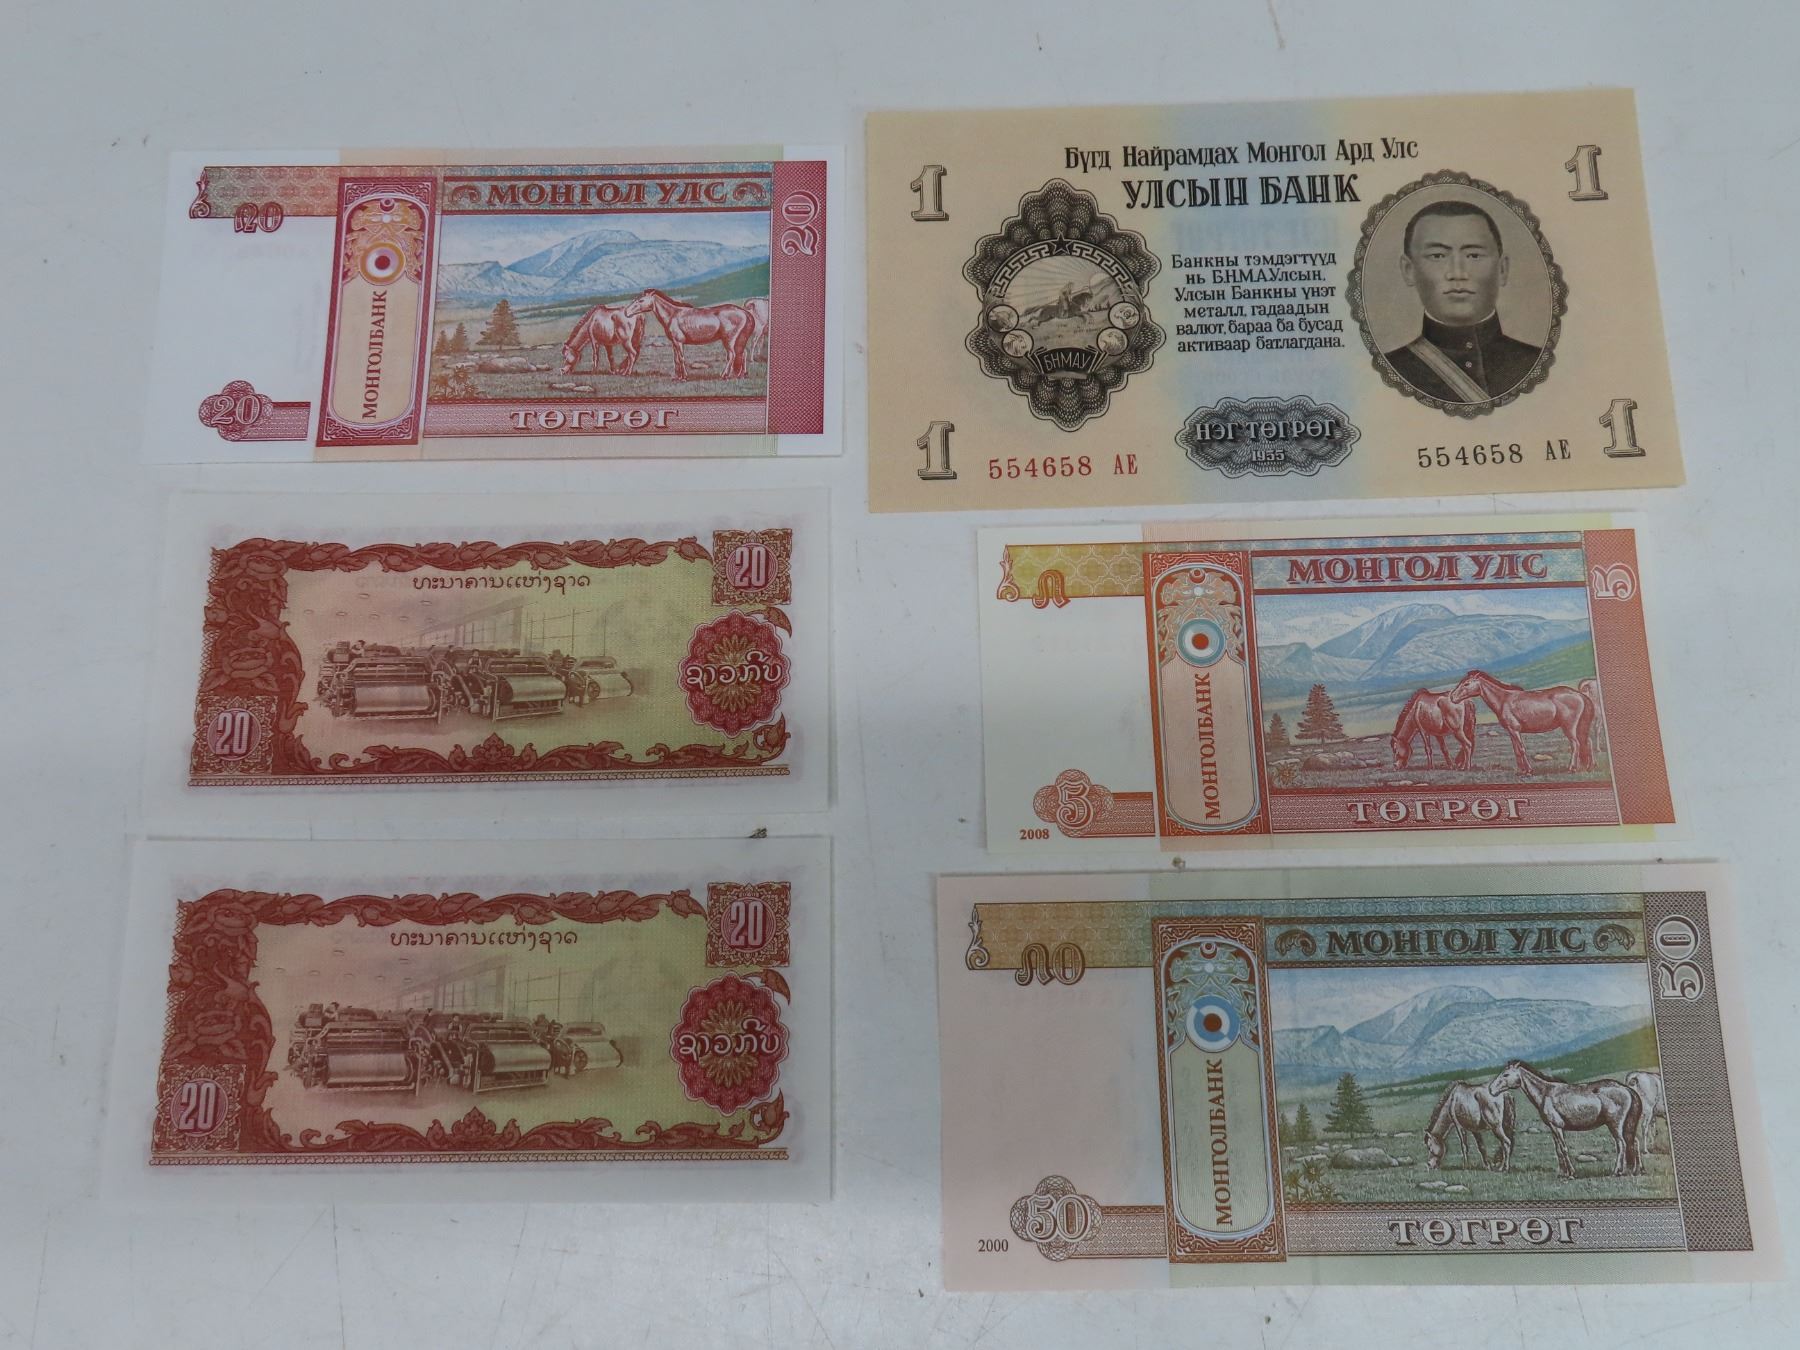 МОНГОЛ УЛС
20
20
МОНГОЛБАНК
20
ТӨГРӨГ
Бүгд Найрамдах Монгол Ард Улс
УЛСЫН БАНК
1
1
Банкны тэмдэгтүүд
нь Б.Н.М.А.Улсын,
Улсын Банкны үнэт
металл, гадаадын
валют, бараа ба бусад
активаар батлагдана.
БНМАУ
НЭГ ТӨГРӨГ
1955
1
554658 АЕ
554658 АЕ
1
20
ທະນາຄານແຫ່ງຊາດ
ຊາວກີບ
20
МОНГОЛ УЛС
5
МОНГОЛБАНК
5
2008
ТӨГРӨГ
20
ທະນາຄານແຫ່ງຊາດ
ຊາວກີບ
20
МОНГОЛ УЛС
50
МОНГОЛБАНК
50
2000
ТӨГРӨГ